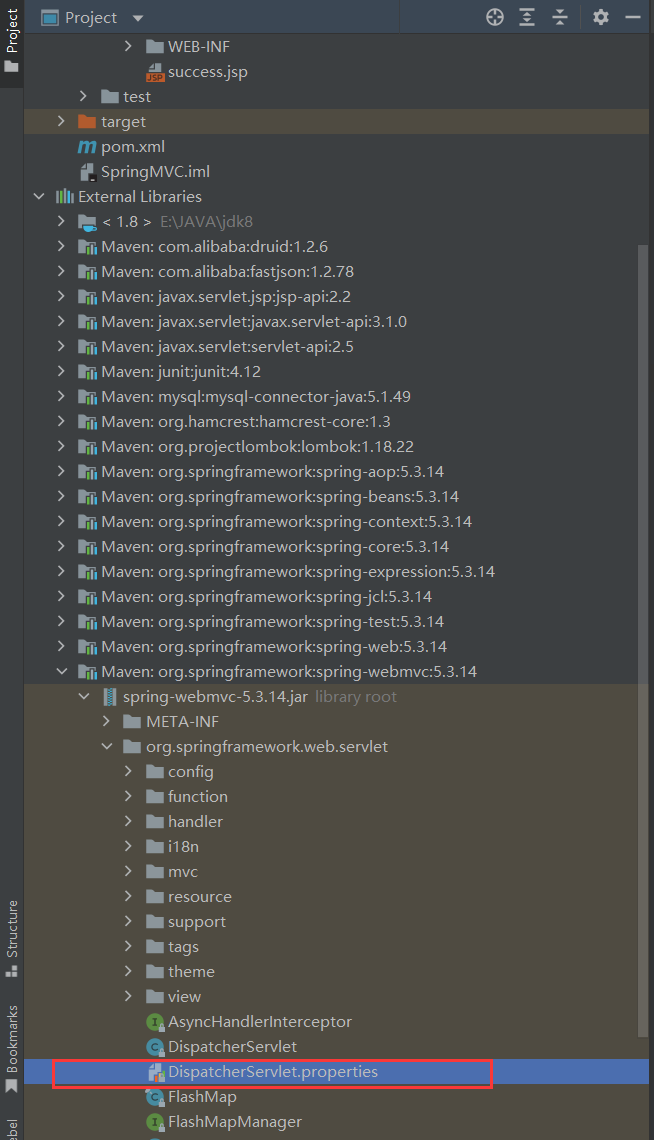 Project
Project
WEB-INF
JSP success.jsp
test
target
m pom.xml
SpringMVC.iml
External Libraries
< 1.8 > E:\JAVA\jdk8
Maven: com.alibaba:druid:1.2.6
Maven: com.alibaba:fastjson:1.2.78
Maven: javax.servlet.jsp:jsp-api:2.2
Maven: javax.servlet:javax.servlet-api:3.1.0
Maven: javax.servlet:servlet-api:2.5
Maven: junit:junit:4.12
Maven: mysql:mysql-connector-java:5.1.49
Maven: org.hamcrest:hamcrest-core:1.3
Maven: org.projectlombok:lombok:1.18.22
Maven: org.springframework:spring-aop:5.3.14
Maven: org.springframework:spring-beans:5.3.14
Maven: org.springframework:spring-context:5.3.14
Maven: org.springframework:spring-core:5.3.14
Maven: org.springframework:spring-expression:5.3.14
Maven: org.springframework:spring-jcl:5.3.14
Maven: org.springframework:spring-test:5.3.14
Maven: org.springframework:spring-web:5.3.14
Maven: org.springframework:spring-webmvc:5.3.14
spring-webmvc-5.3.14.jar library root
META-INF
org.springframework.web.servlet
config
function
handler
i18n
mvc
resource
support
tags
theme
view
I AsyncHandlerInterceptor
C DispatcherServlet
DispatcherServlet.properties
C FlashMap
I FlashMapManager
Structure
Bookmarks